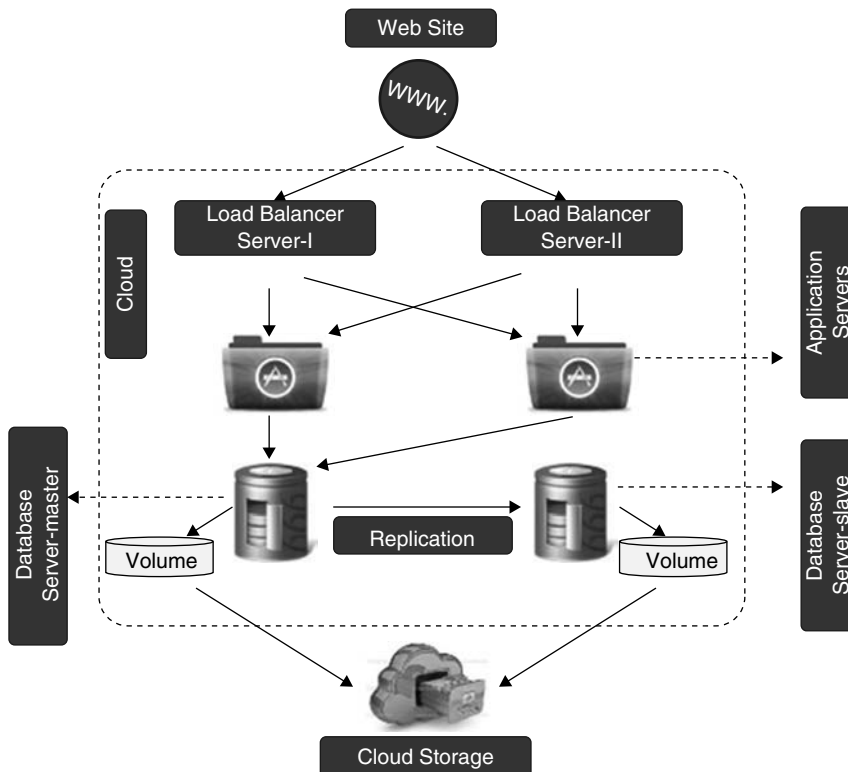 Web Site
WWW.
Load Balancer
Server-I
Load Balancer
Server-II
Cloud
Application
Servers
Database
Server-master
Replication
Database
Server-slave
Volume
Volume
Cloud Storage